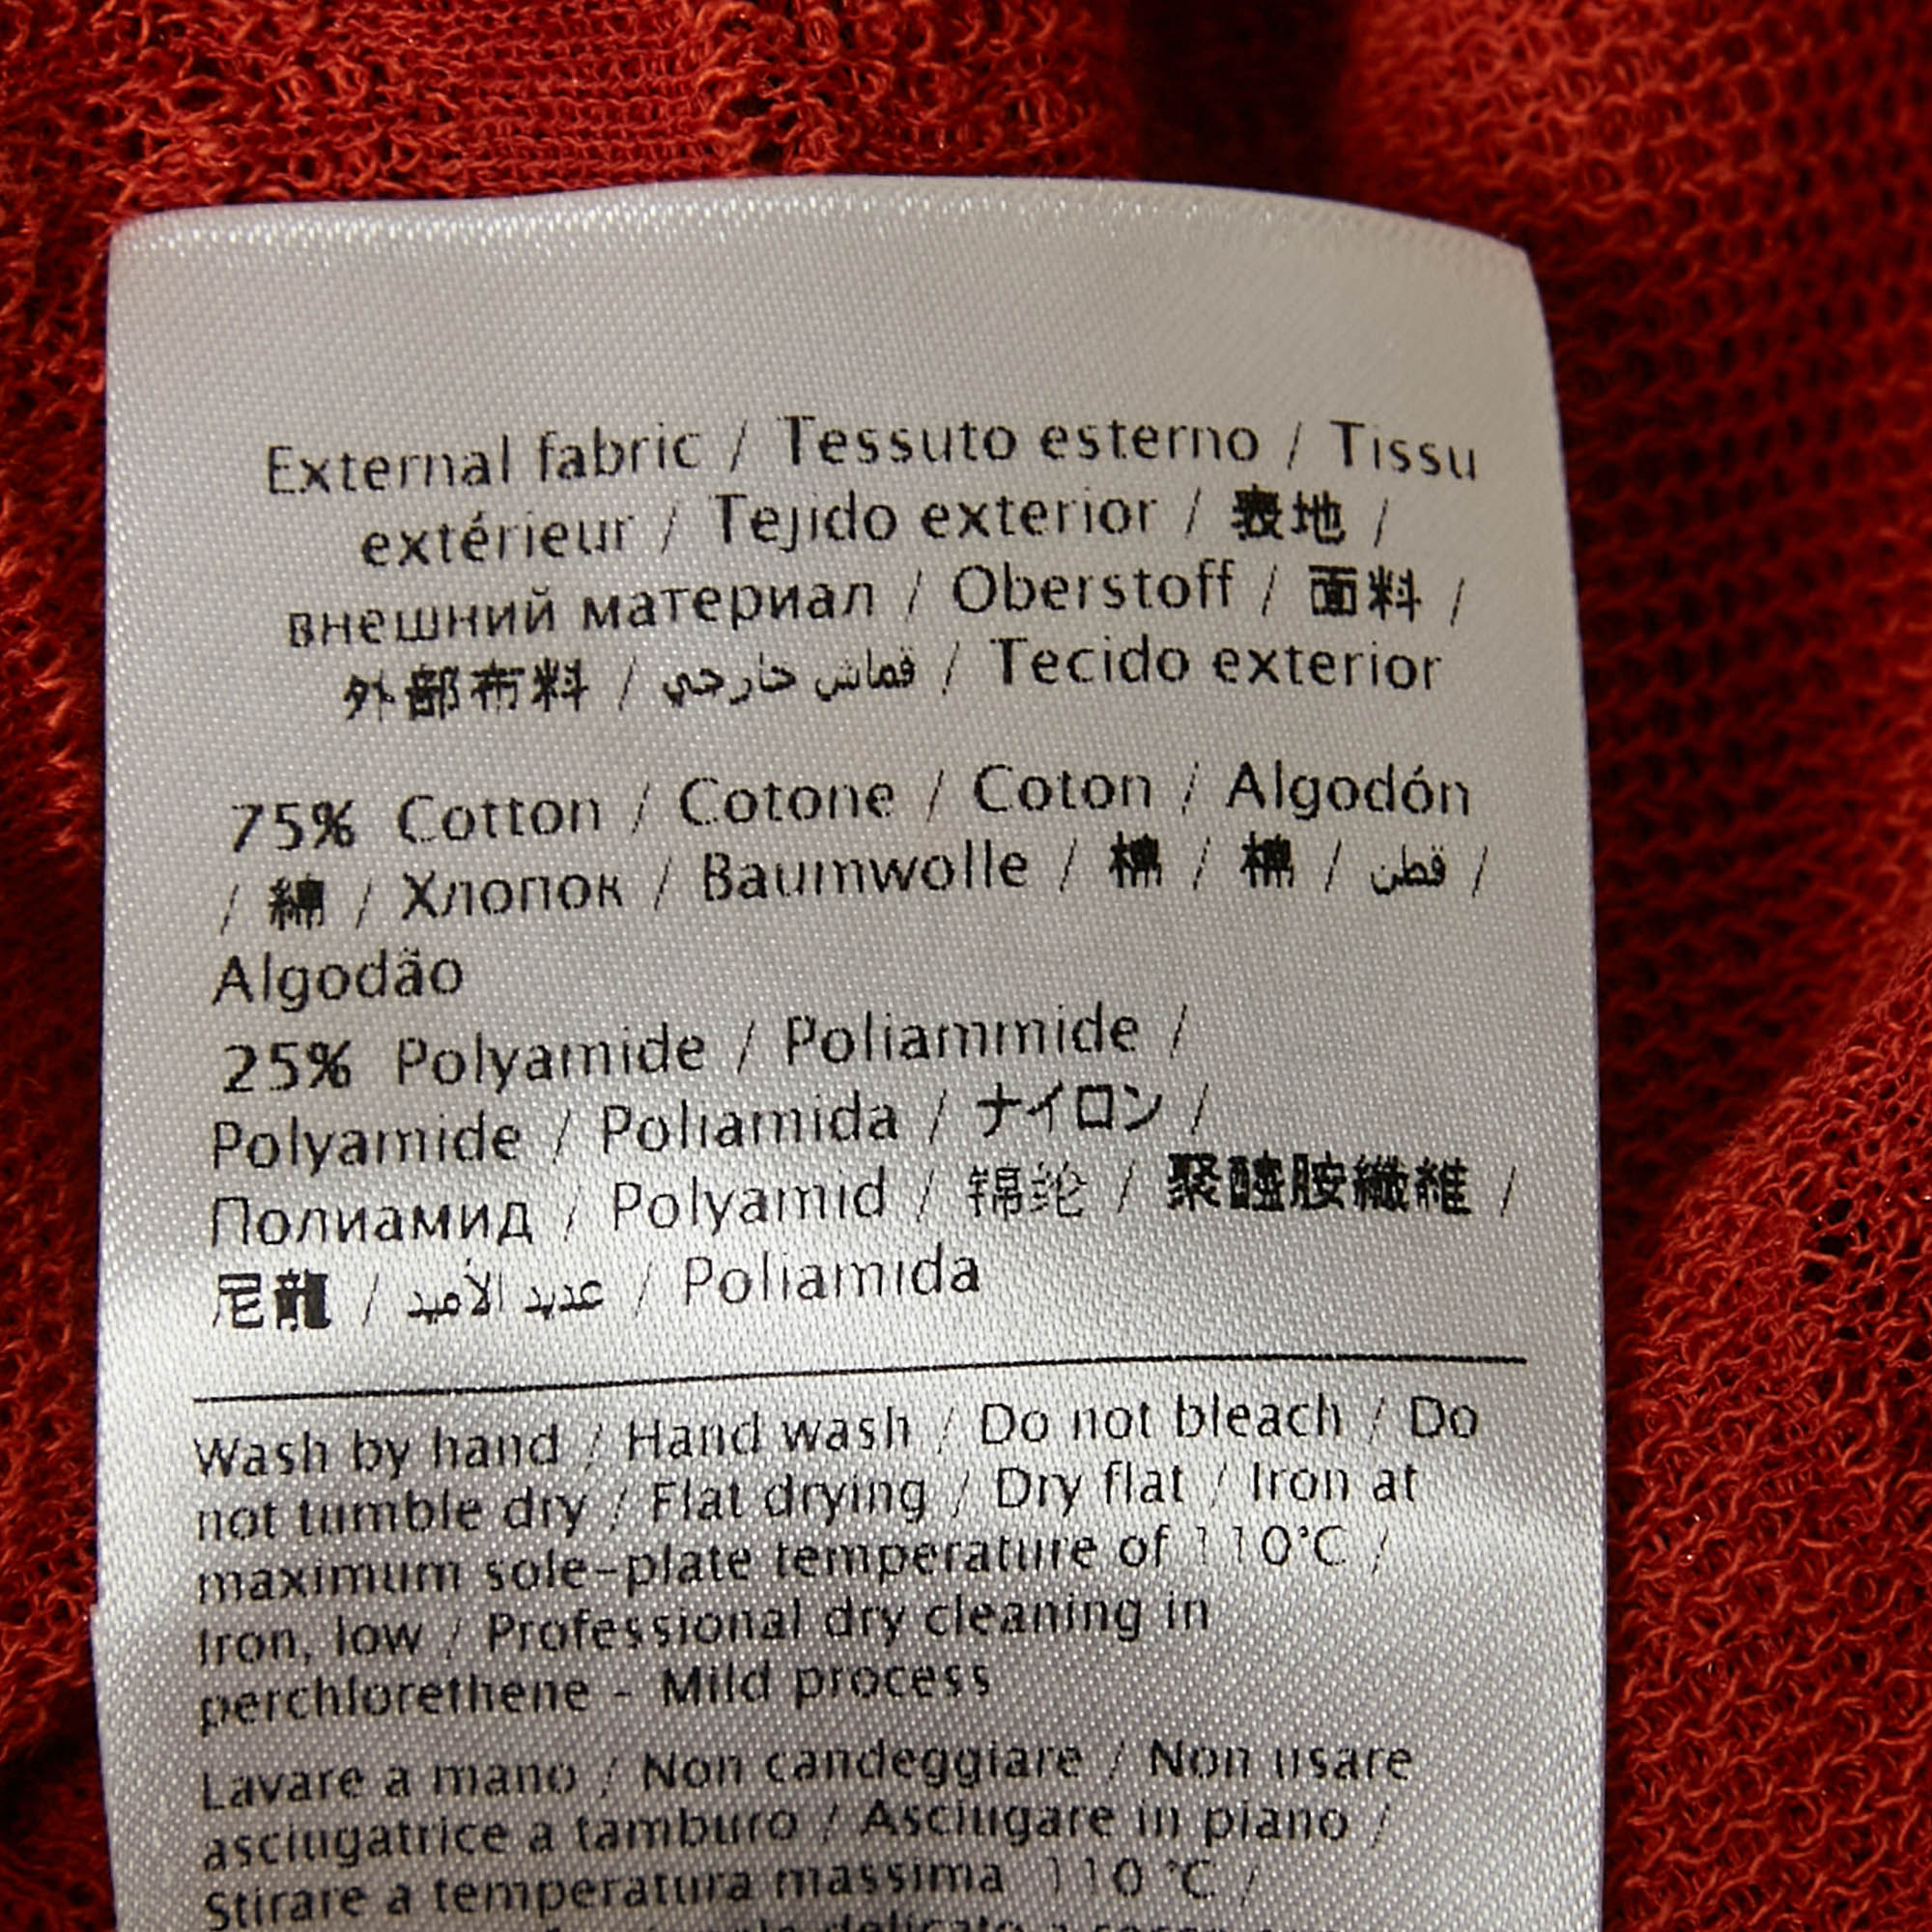 External fabric / Tessuto esterno / Tissu
extérieur / Tejido exterior / 表地 /
внешний материал / Oberstoff / 面料 /
外部布料 / قماش خارجي / Tecido exterior
75% Cotton / Cotone / Coton / Algodón
/ 綿 / Хлопок / Baumwolle / 棉 / 棉 / قطن /
Algodão
25% Polyamide / Poliammide /
Polyamide / Poliamida / ナイロン /
Полиамид / Polyamid / 锦纶 / 聚醯胺纖維 /
尼龍 / عديد الأميد / Poliamida
Wash by hand / Hand wash / Do not bleach / Do
not tumble dry / Flat drying / Dry flat / Iron at
maximum sole-plate temperature of 110°C /
Iron, low / Professional dry cleaning in
perchlorethene - Mild process
Lavare a mano / Non candeggiare / Non usare
asciugatrice a tamburo / Asciugare in piano /
Stirare a temperatura massima 110 °C /
delicato a